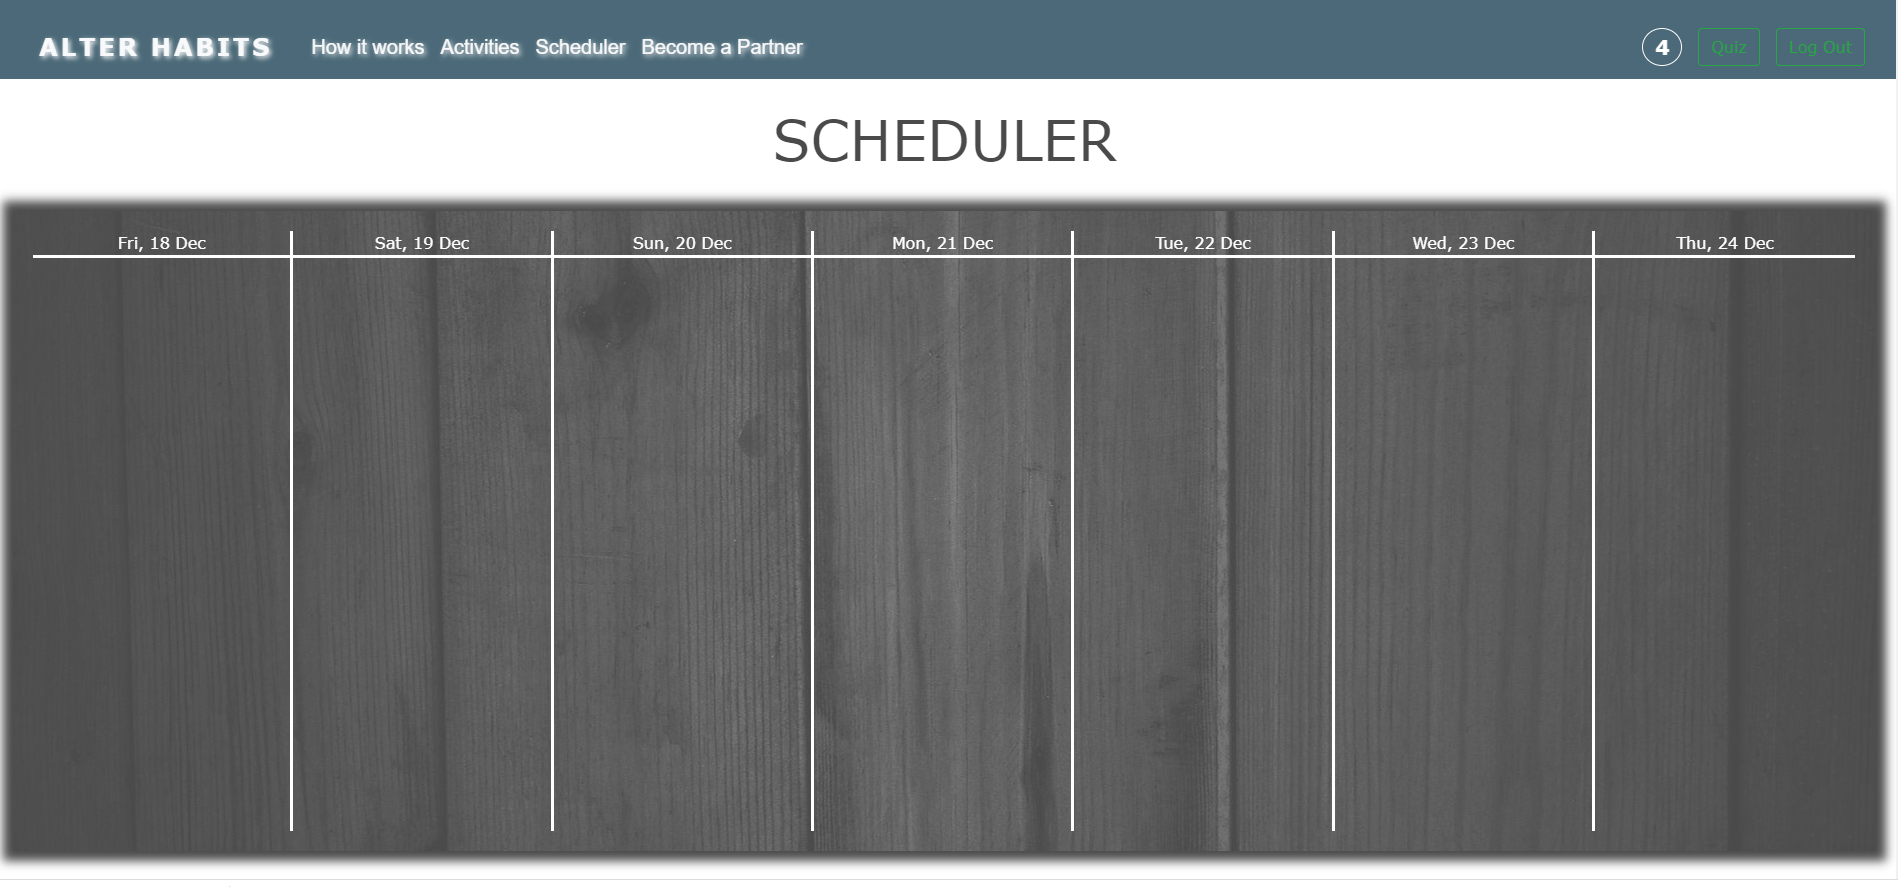 ALTER HABITS How it works Activities Scheduler Become a Partner 4 Quiz Log Out
SCHEDULER
Fri, 18 Dec Sat, 19 Dec Sun, 20 Dec Mon, 21 Dec Tue, 22 Dec Wed, 23 Dec Thu, 24 Dec